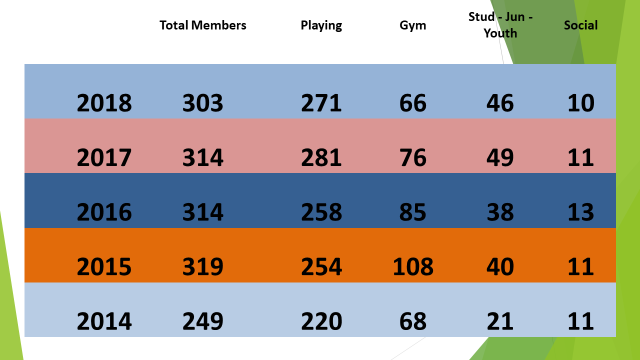 Total Members Playing Gym Stud - Jun - Youth Social
2018 303 271 66 46 10
2017 314 281 76 49 11
2016 314 258 85 38 13
2015 319 254 108 40 11
2014 249 220 68 21 11